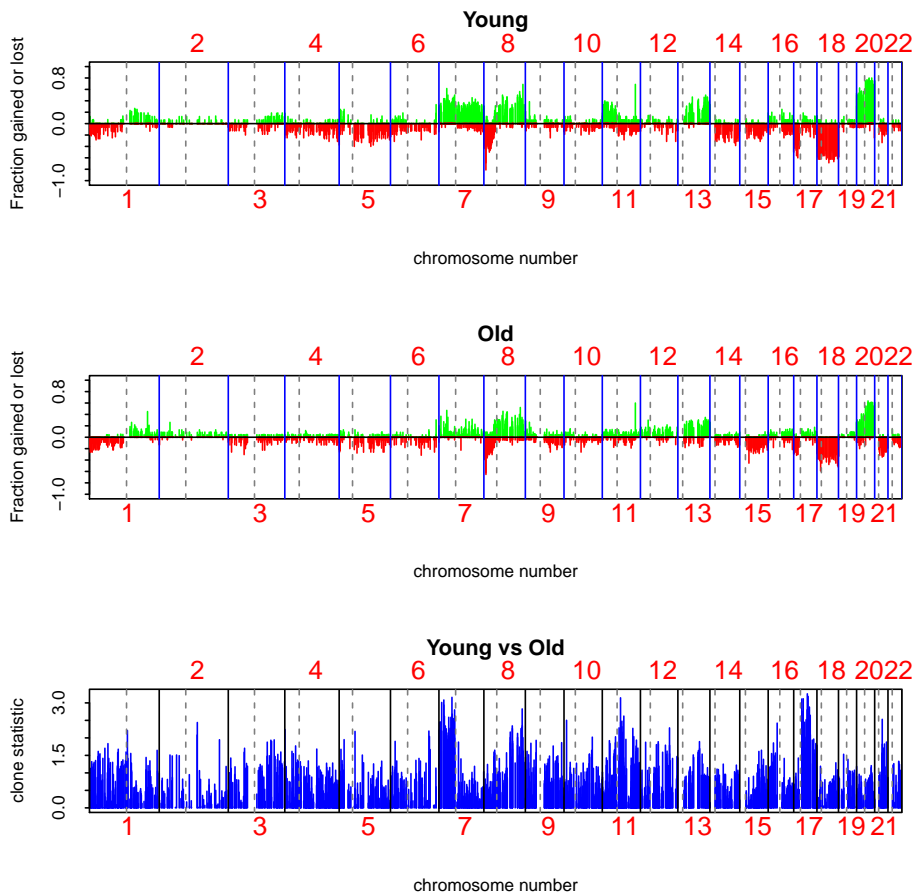 Young
2 4 6 8 10 12 14 16 18 2022
Fraction gained or lost
0.8
0.0
−1.0
1 3 5 7 9 11 13 15 17 19 21
chromosome number
Old
2 4 6 8 10 12 14 16 18 2022
Fraction gained or lost
0.8
0.0
−1.0
1 3 5 7 9 11 13 15 17 19 21
chromosome number
Young vs Old
2 4 6 8 10 12 14 16 18 2022
clone statistic
3.0
1.5
0.0
1 3 5 7 9 11 13 15 17 19 21
chromosome number